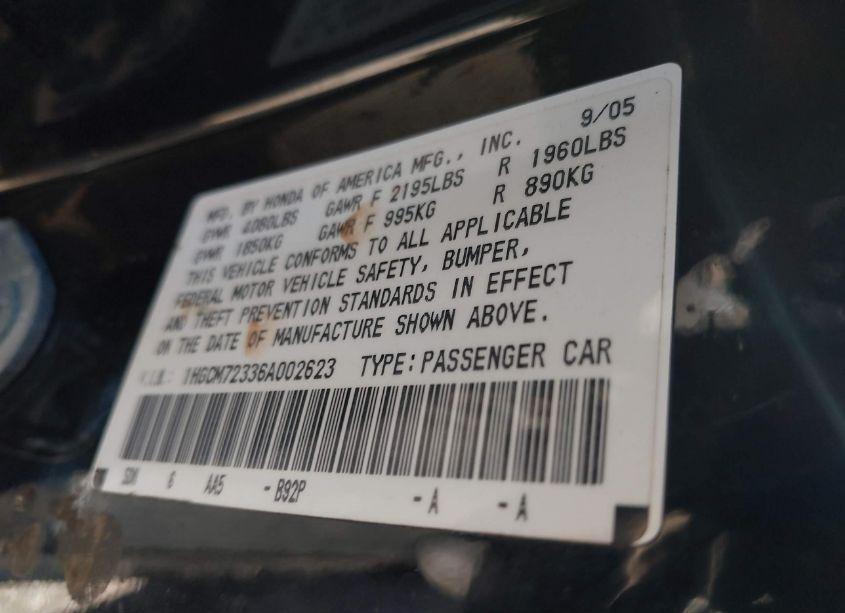 9/05
MFD. BY HONDA OF AMERICA MFG., INC.
GVWR 4080LBS GAWR F 2195LBS R 1960LBS
GVWR 1850KG GAWR F 995KG R 890KG
THIS VEHICLE CONFORMS TO ALL APPLICABLE
FEDERAL MOTOR VEHICLE SAFETY, BUMPER,
AND THEFT PREVENTION STANDARDS IN EFFECT
ON THE DATE OF MANUFACTURE SHOWN ABOVE.
V.I.N.: 1HGCM72336A002623 TYPE:PASSENGER CAR
SDN 6 AA5 -B92P -A -A